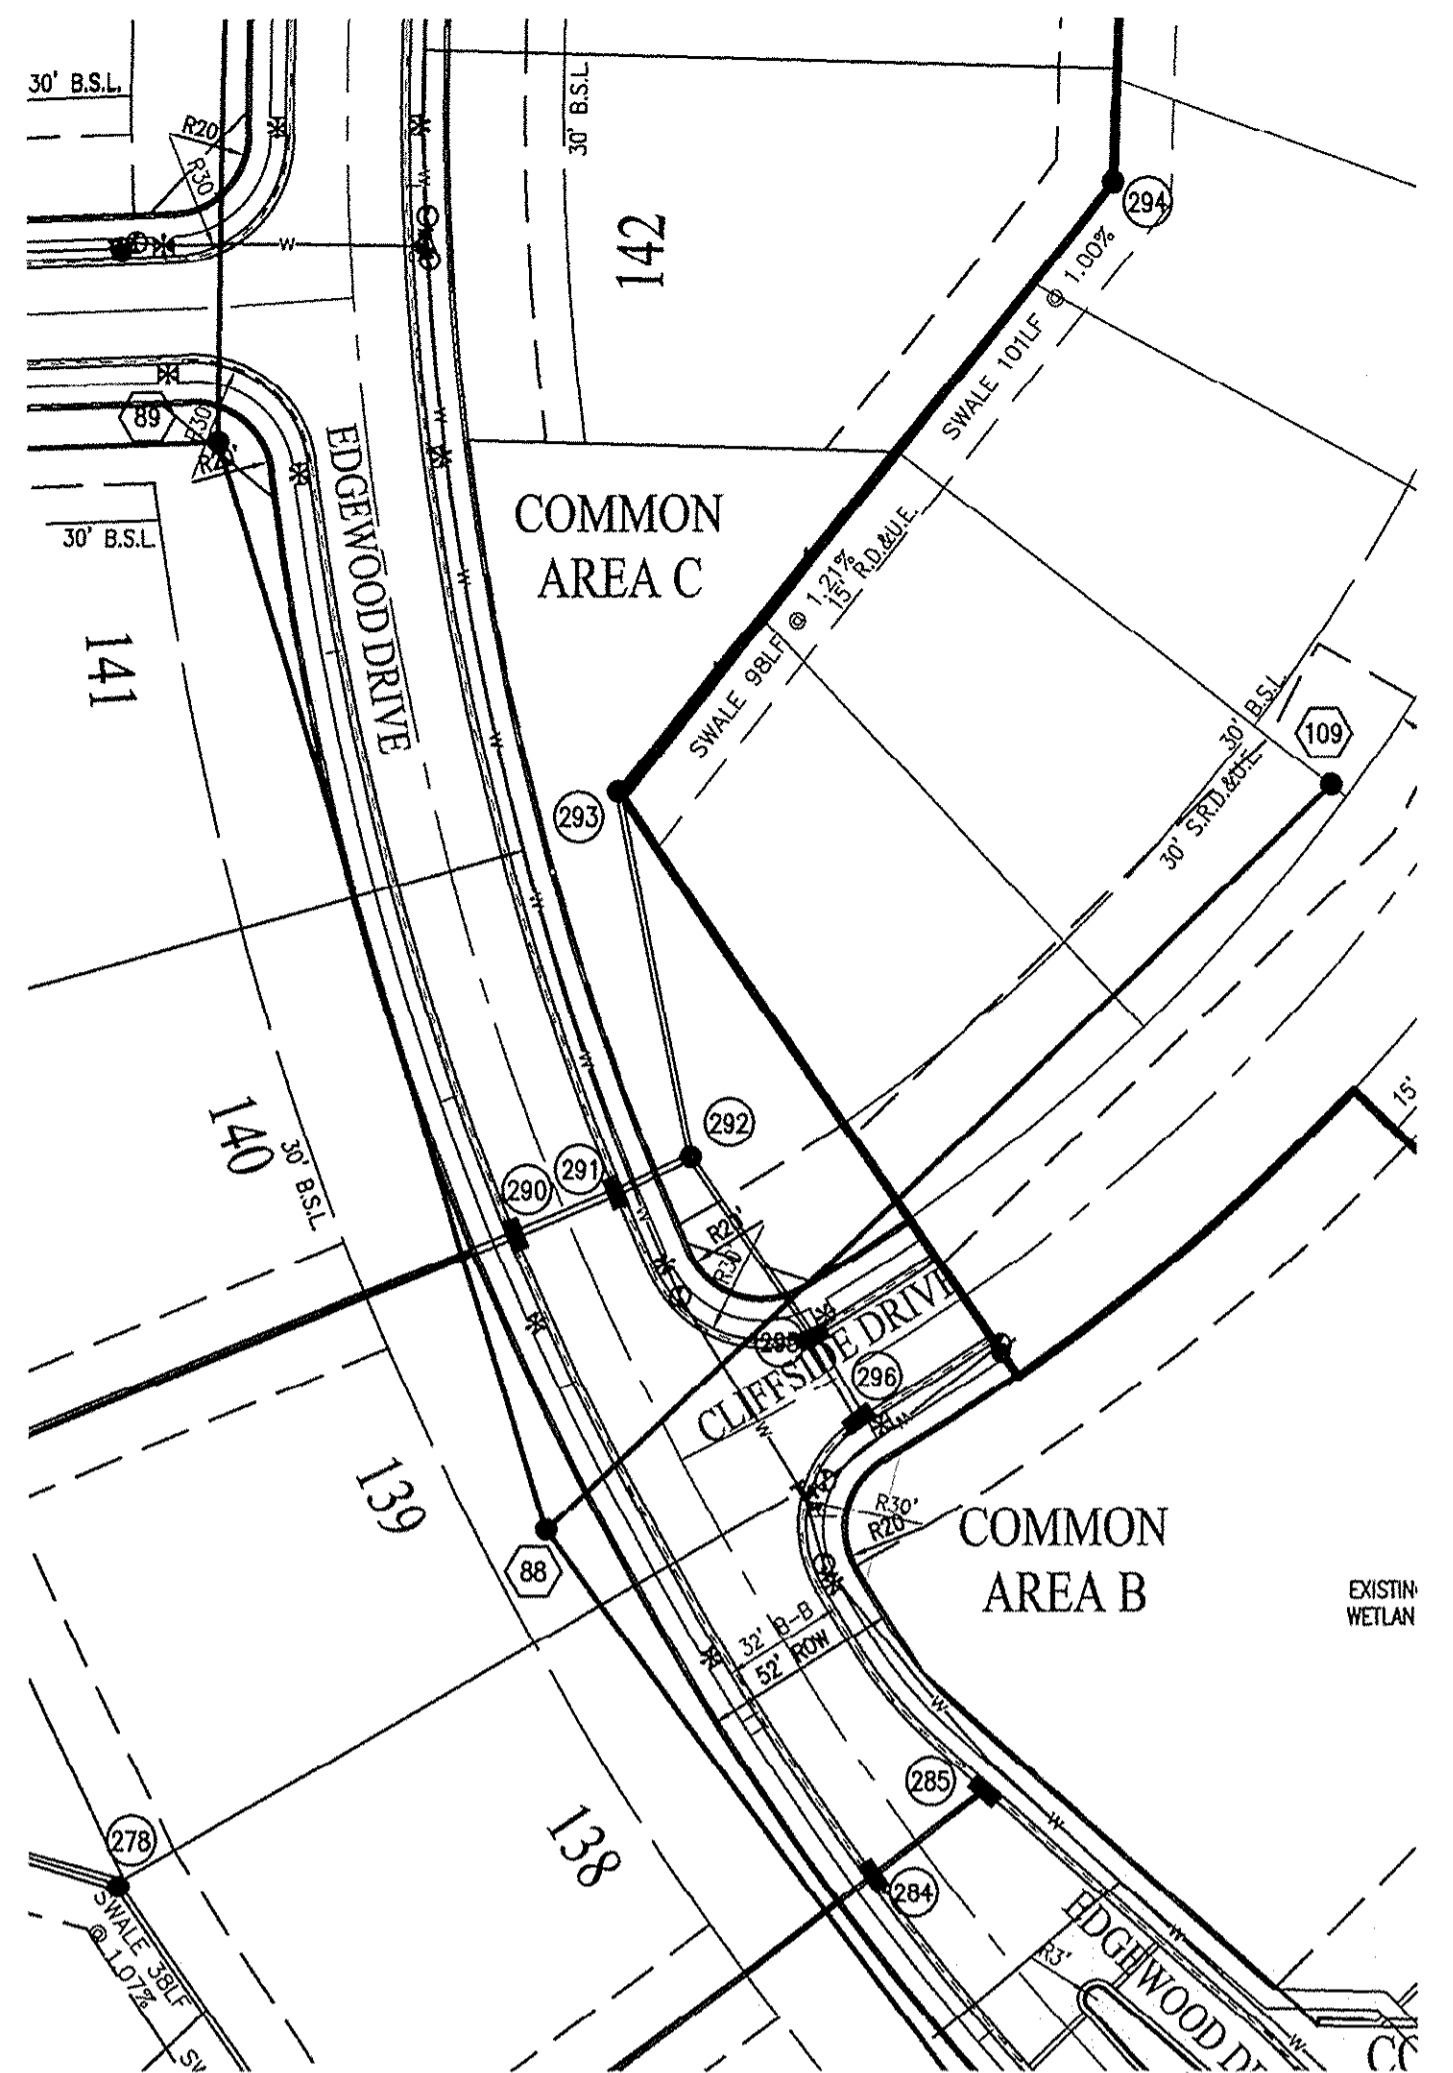 30' B.S.L.
R20'
R30'
30' B.S.L.
142
294
W
SWALE 101LF @ 1.00%
89
R30'
EDGEWOOD DRIVE
30' B.S.L.
COMMON
AREA C
SWALE 98LF @ 1.21%
15' R.D.&U.E.
141
30' B.S.L.
30' S.R.D.&U.E.
109
293
W
W
W
W
W
W
292
291
290
140
30' B.S.L.
R20'
R30'
295
CLIFFSIDE DRIVE
296
15'
139
W
88
R30'
R20'
COMMON
AREA B
EXISTIN
WETLAN
32' B-B
52' ROW
W
285
W
278
138
284
SWALE 38LF
@ 1.07%
EDGEWOOD D
R3'
W
W
SW
CO